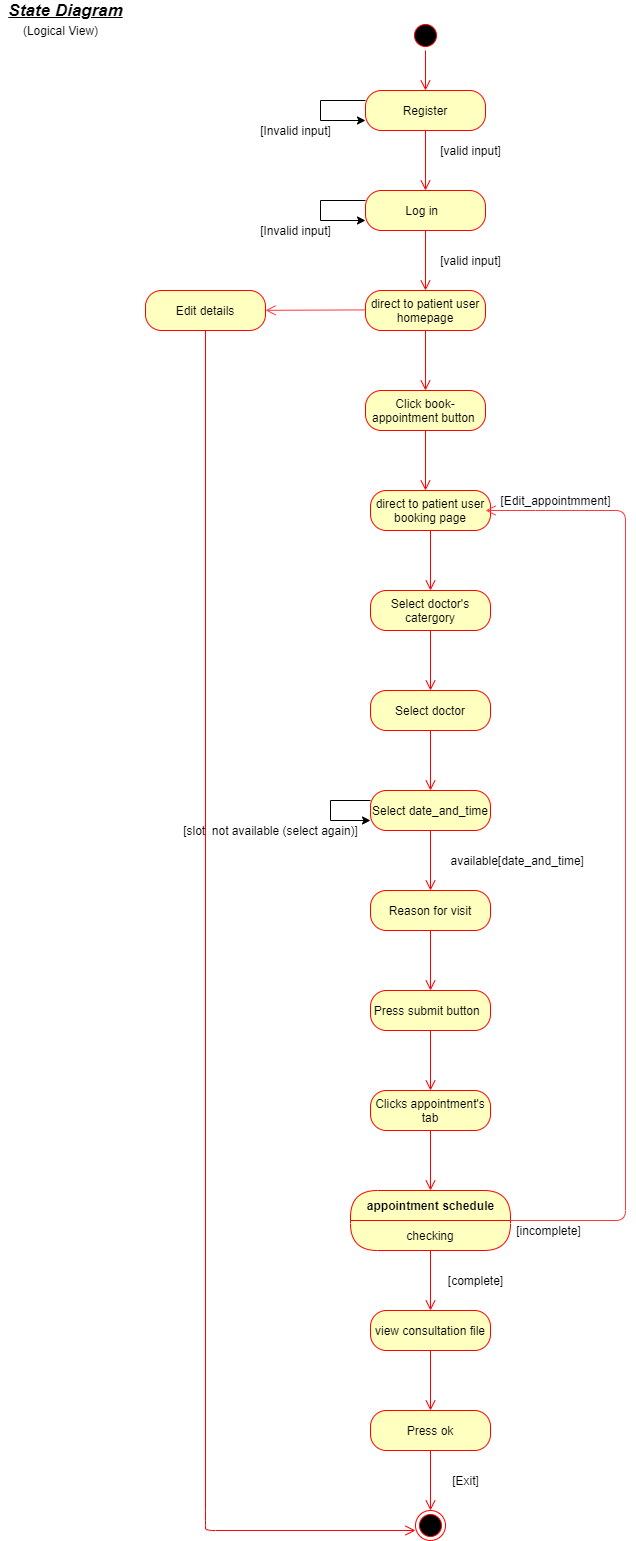 State Diagram
(Logical View)
Register
[Invalid input]
[valid input]
Log in
[Invalid input]
[valid input]
Edit details
direct to patient user
homepage
Click book-
appointment button
direct to patient user
booking page
[Edit_appointmment]
Select doctor's
catergory
Select doctor
Select date_and_time
[slot not available (select again)]
available[date_and_time]
Reason for visit
Press submit button
Clicks appointment's
tab
appointment schedule
checking
[incomplete]
[complete]
view consultation file
Press ok
[Exit]